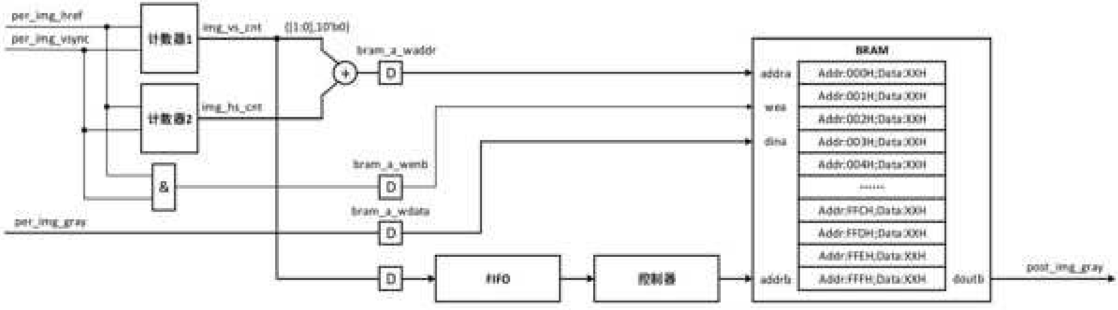 per_img_href
per_img_vsync
计数器1
img_vs_cnt
{[1:0],10'b0}
+
bram_a_waddr
D
计数器2
img_hs_cnt
&
bram_a_wenb
D
bram_a_wdata
per_img_gray
D
D
FIFO
控制器
BRAM
addra
wea
dina
addrb
doutb
Addr:000H;Data:XXH
Addr:001H;Data:XXH
Addr:002H;Data:XXH
Addr:003H;Data:XXH
Addr:004H;Data:XXH
......
Addr:FFCH;Data:XXH
Addr:FFDH;Data:XXH
Addr:FFEH;Data:XXH
Addr:FFFH;Data:XXH
post_img_gray